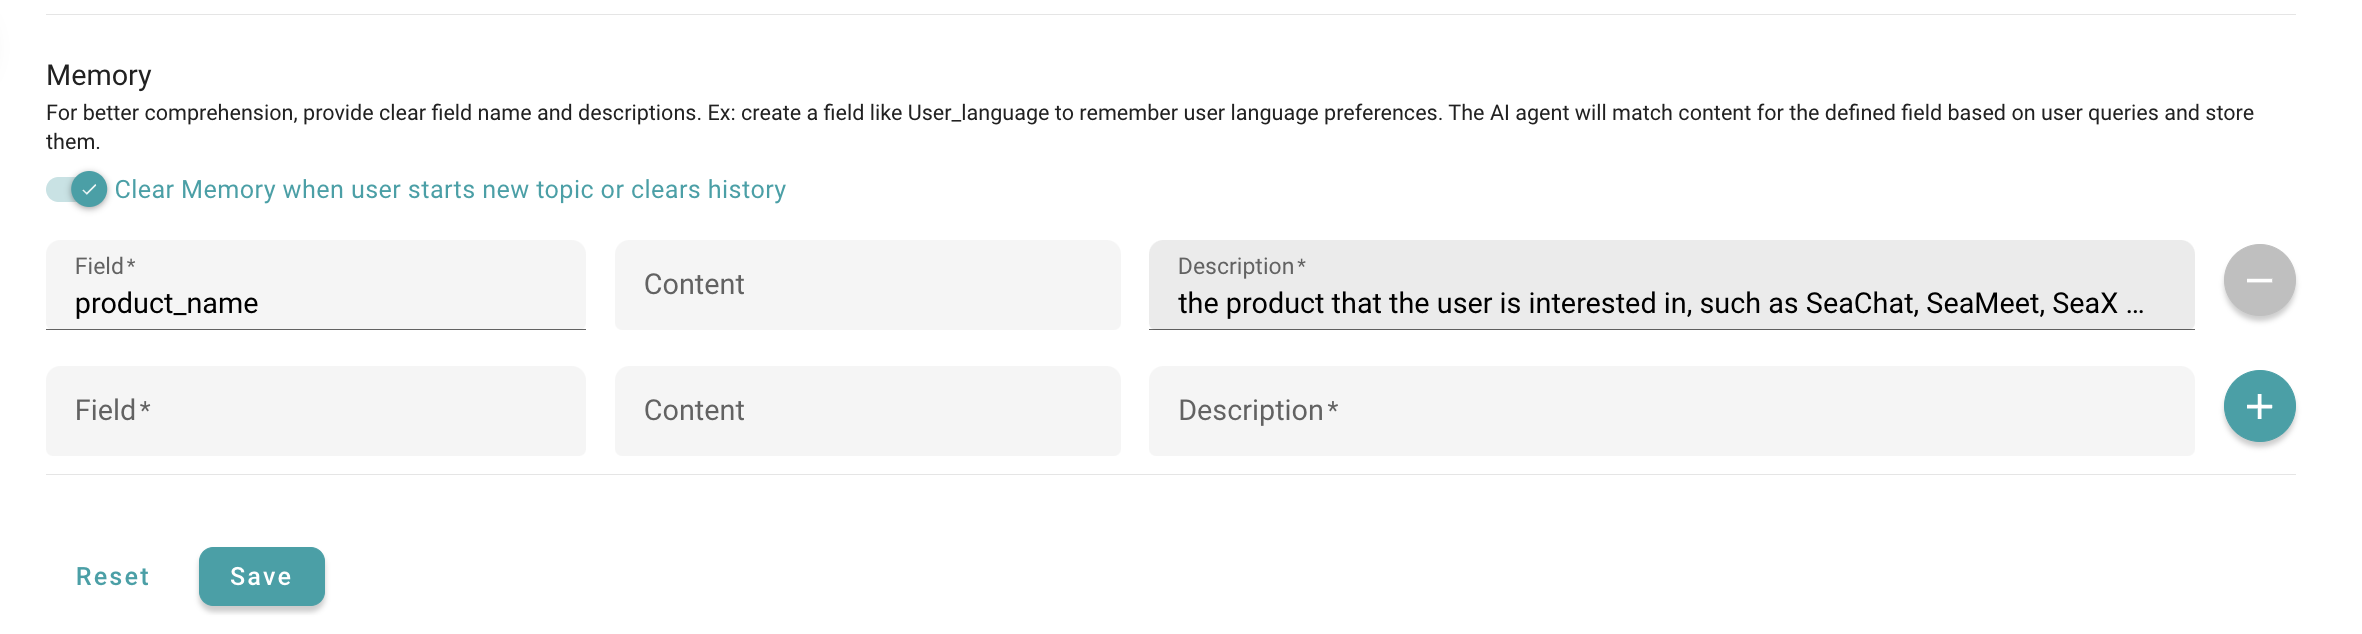 Memory
For better comprehension, provide clear field name and descriptions. Ex: create a field like User_language to remember user language preferences. The AI agent will match content for the defined field based on user queries and store
them.
Clear Memory when user starts new topic or clears history
Field*
product_name
Content
Description*
the product that the user is interested in, such as SeaChat, SeaMeet, SeaX ...
Field*
Content
Description*
Reset
Save